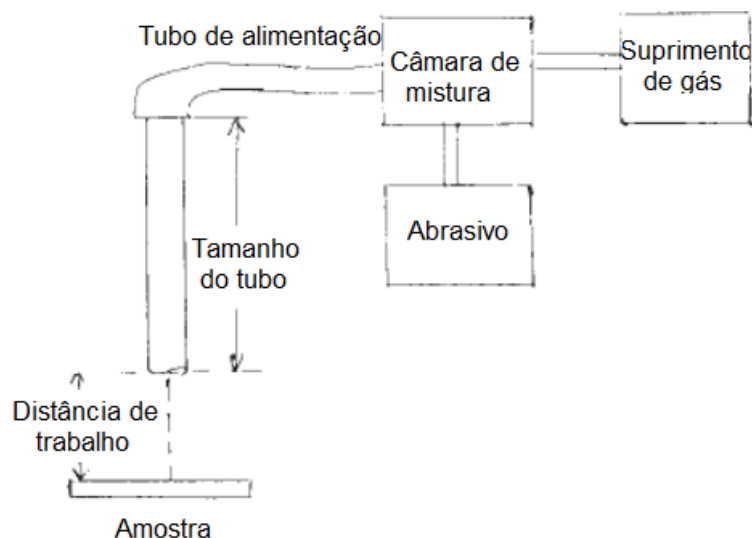 Tubo de alimentação
Câmara de
mistura
Suprimento
de gás
Abrasivo
Tamanho
do tubo
Distância de
trabalho
Amostra